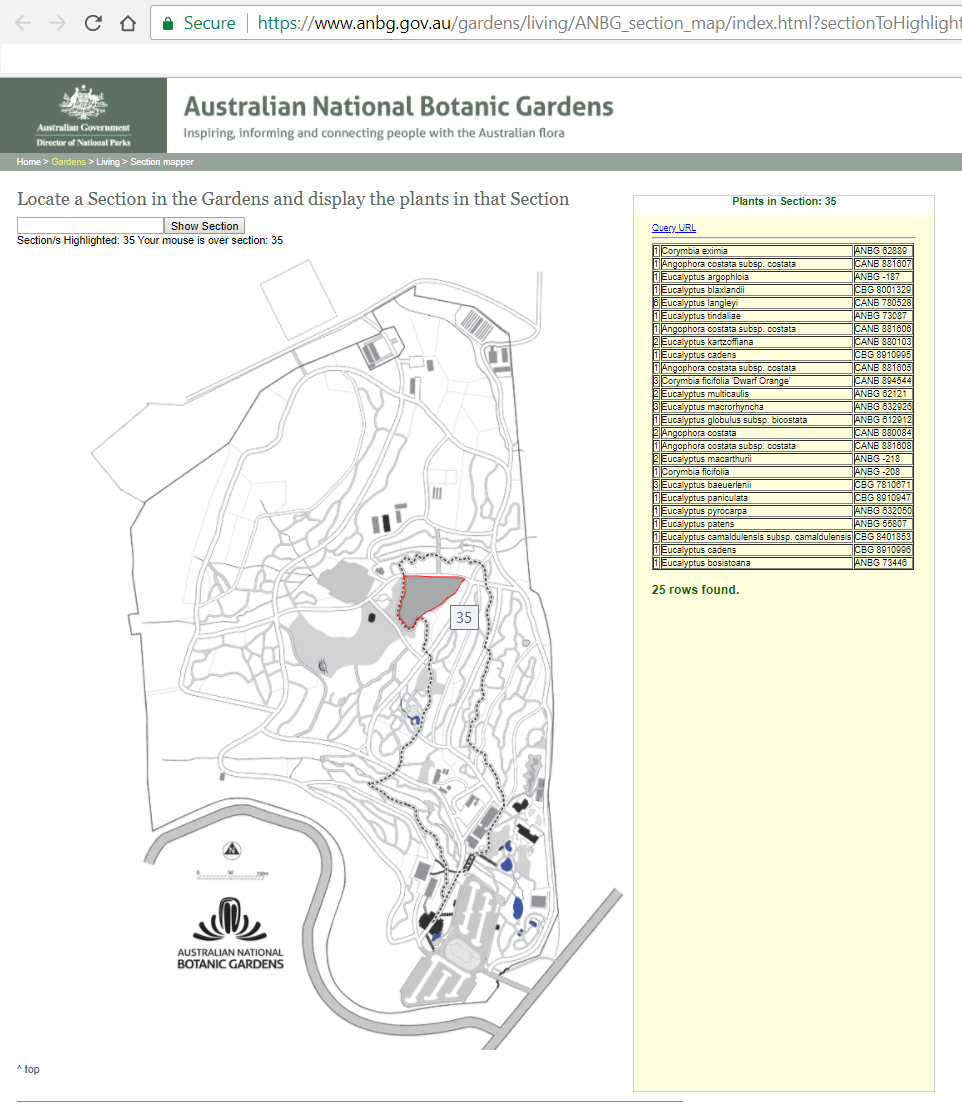 Secure https://www.anbg.gov.au/gardens/living/ANBG_section_map/index.html?sectionToHighlight
Australian Government
Director of National Parks
Australian National Botanic Gardens
Inspiring, informing and connecting people with the Australian flora
Home > Gardens > Living > Section mapper
Locate a Section in the Gardens and display the plants in that Section
Show Section
Section/s Highlighted: 35 Your mouse is over section: 35
35
0 50 100m
AUSTRALIAN NATIONAL
BOTANIC GARDENS
^ top
Plants in Section: 35
Query URL
1 Corymbia eximia ANBG 62889
1 Angophora costata subsp. costata CANB 881607
1 Eucalyptus argophloia ANBG -187
1 Eucalyptus blaxlandii CBG 8001329
6 Eucalyptus langleyi CANB 780528
1 Eucalyptus tindaliae ANBG 73087
1 Angophora costata subsp. costata CANB 881606
2 Eucalyptus kartzoffiana CANB 880103
1 Eucalyptus cadens CBG 8910995
1 Angophora costata subsp. costata CANB 881605
3 Corymbia ficifolia 'Dwarf Orange' CANB 894544
2 Eucalyptus multicaulis ANBG 62121
3 Eucalyptus macrorhyncha ANBG 632926
1 Eucalyptus globulus subsp. bicostata ANBG 612912
2 Angophora costata CANB 880084
1 Angophora costata subsp. costata CANB 881608
2 Eucalyptus macarthurii ANBG -218
1 Corymbia ficifolia ANBG -208
3 Eucalyptus baeuerlenii CBG 7810671
1 Eucalyptus paniculata CBG 8910947
1 Eucalyptus pyrocarpa ANBG 632050
1 Eucalyptus patens ANBG 55807
1 Eucalyptus camaldulensis subsp. camaldulensis CBG 8401853
1 Eucalyptus cadens CBG 8910996
1 Eucalyptus bosistoana ANBG 73446
25 rows found.